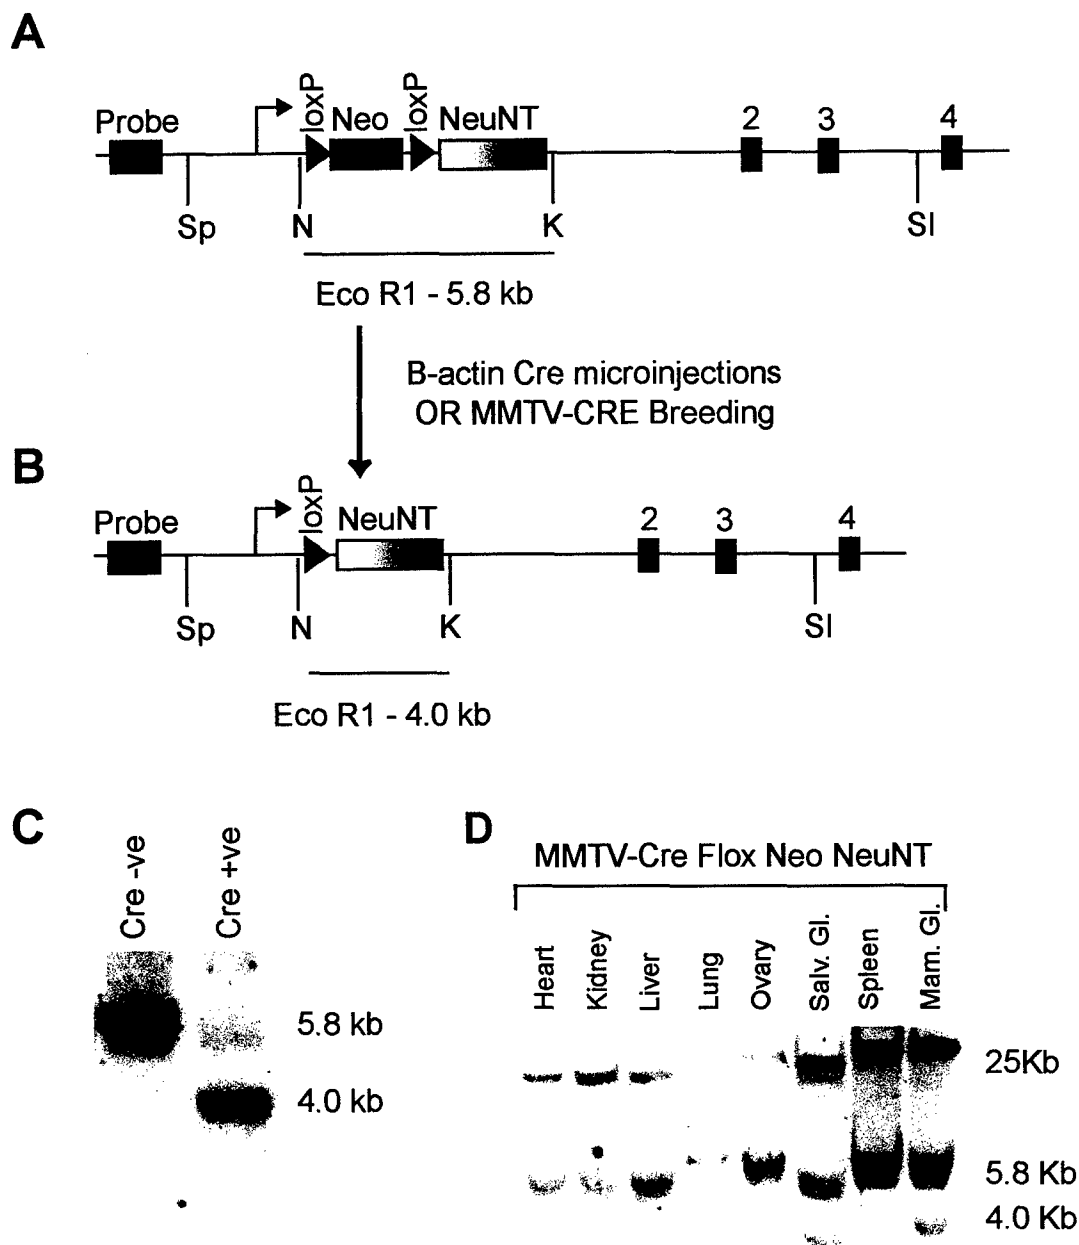 A
Probe loxP Neo loxP NeuNT 2 3 4
Sp N K Sl
Eco R1 - 5.8 kb
B-actin Cre microinjections
OR MMTV-CRE Breeding
B
Probe loxP NeuNT 2 3 4
Sp N K Sl
Eco R1 - 4.0 kb
C
Cre -ve
Cre +ve
5.8 kb
4.0 kb
D
MMTV-Cre Flox Neo NeuNT
Heart
Kidney
Liver
Lung
Ovary
Salv. Gl.
Spleen
Mam. Gl.
25Kb
5.8 Kb
4.0 Kb